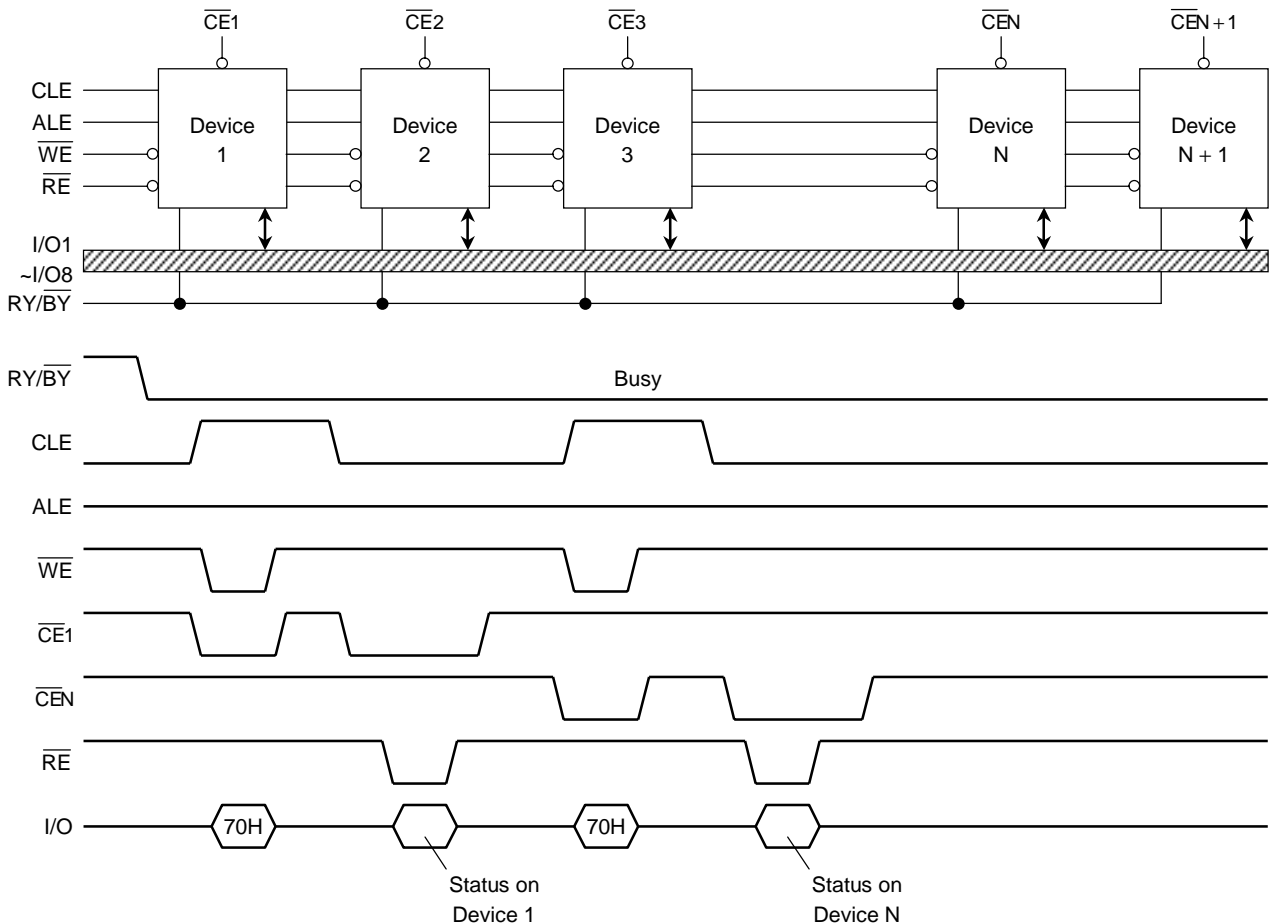 CE1 CE2 CE3 CEN CEN + 1
CLE
ALE
WE
RE
Device 1
Device 2
Device 3
Device N
Device N + 1
I/O1
~I/O8
RY/BY
RY/BY
Busy
CLE
ALE
WE
CE1
CEN
RE
I/O
70H
70H
Status on
Device 1
Status on
Device N